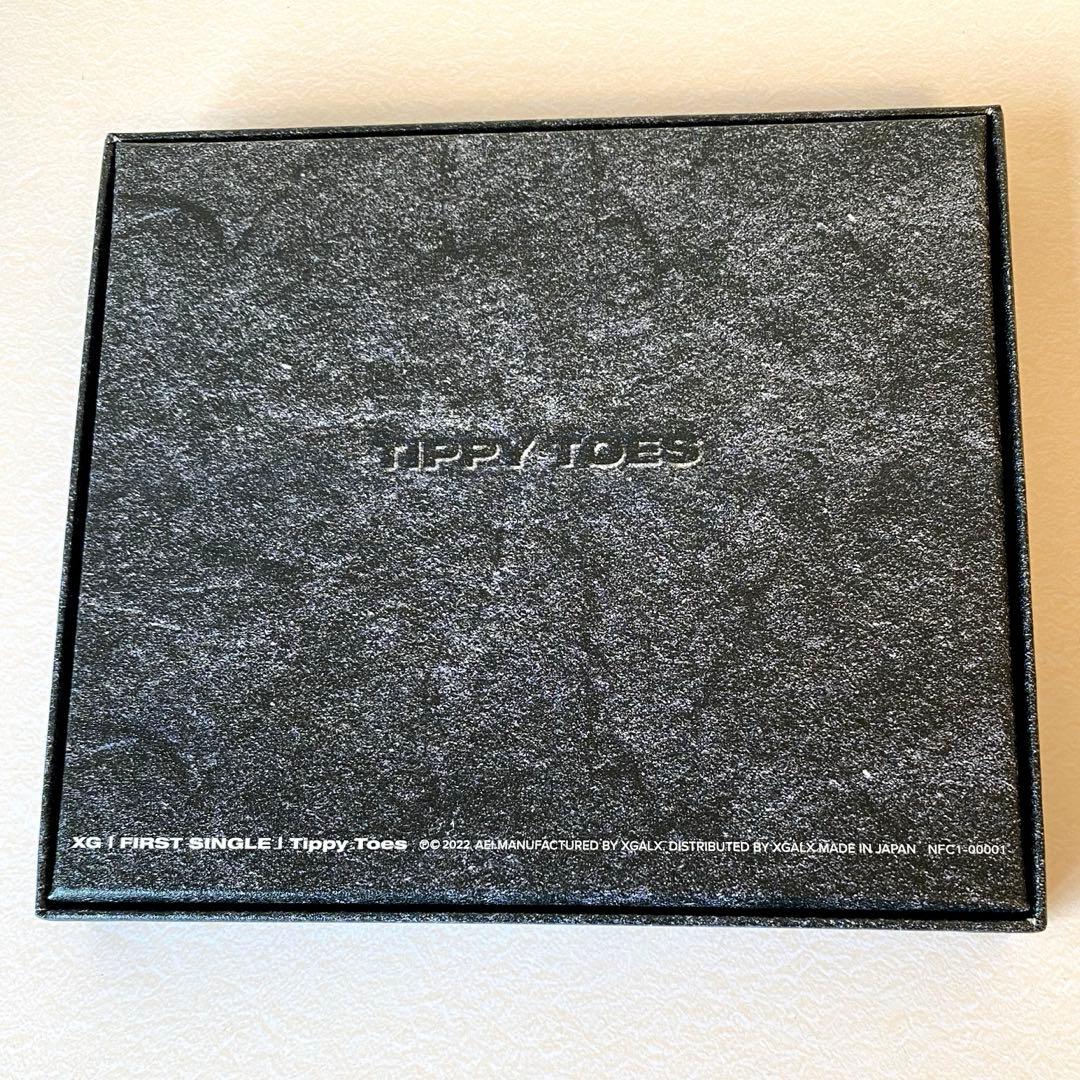 TIPPY TOES
XG | FIRST SINGLE | Tippy Toes ℗© 2022 AEI.MANUFACTURED BY XGALX. DISTRIBUTED BY XGALX.MADE IN JAPAN NFC1-00001